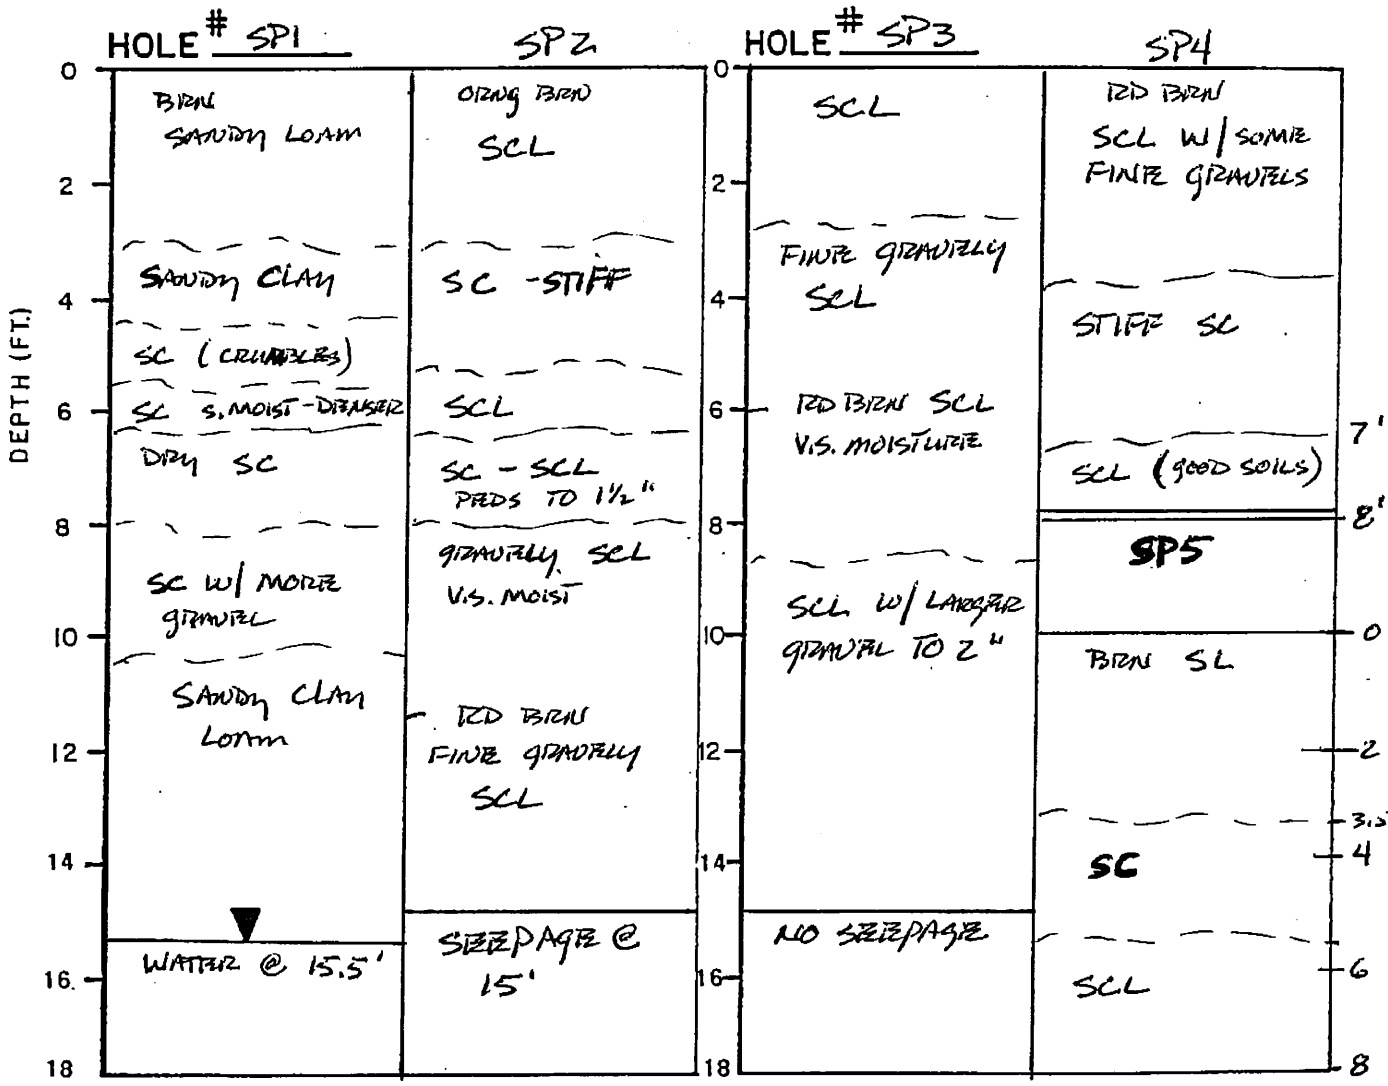 HOLE # SP1
SP2
HOLE # SP3
SP4
DEPTH (FT.)
0
2
4
6
8
10
12
14
16
18
BRN
SANDY LOAM
SANDY CLAY
SC (CRUMBLES)
SC S.MOIST-DENSER
DRY SC
SC W/ MORE
GRAVEL
SANDY CLAY
LOAM
WATER @ 15.5'
ORNG BRN
SCL
SC -STIFF
SCL
SC - SCL
PEDS TO 1½"
GRAVELY SCL
V.S. MOIST
RD BRN
FINE GRAVELY
SCL
SEEPAGE @
15'
0
2
4
6
8
10
12
14
16
18
SCL
FINE GRAVELLY
SCL
RD BRN SCL
V.S. MOISTURE
SCL W/ LARGER
GRAVEL TO 2"
NO SEEPAGE
RD BRN
SCL W/ SOME
FINE GRAVELS
STIFF SC
7'
SCL (GOOD SOILS)
8'
SP5
0
BRN SL
2
3.5
4
SC
6
SCL
8